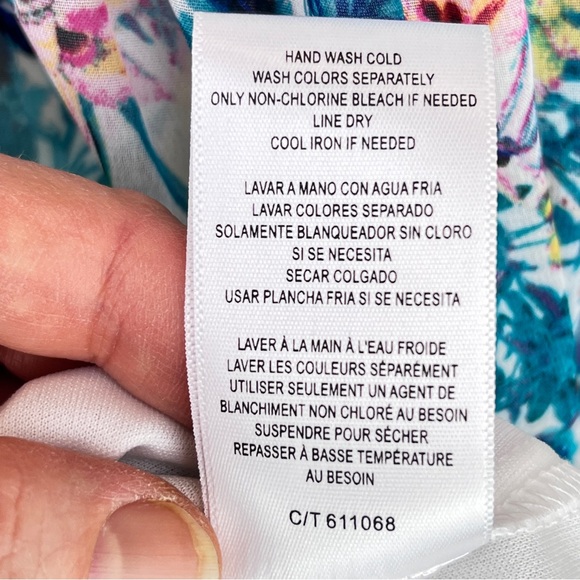 HAND WASH COLD
WASH COLORS SEPARATELY
ONLY NON-CHLORINE BLEACH IF NEEDED
LINE DRY
COOL IRON IF NEEDED
LAVAR A MANO CON AGUA FRIA
LAVAR COLORES SEPARADO
SOLAMENTE BLANQUEADOR SIN CLORO
SI SE NECESITA
SECAR COLGADO
USAR PLANCHA FRIA SI SE NECESITA
LAVER À LA MAIN À L'EAU FROIDE
LAVER LES COULEURS SÉPARÉMENT
UTILISER SEULEMENT UN AGENT DE
BLANCHIMENT NON CHLORÉ AU BESOIN
SUSPENDRE POUR SÉCHER
REPASSER À BASSE TEMPÉRATURE
AU BESOIN
C/T 611068